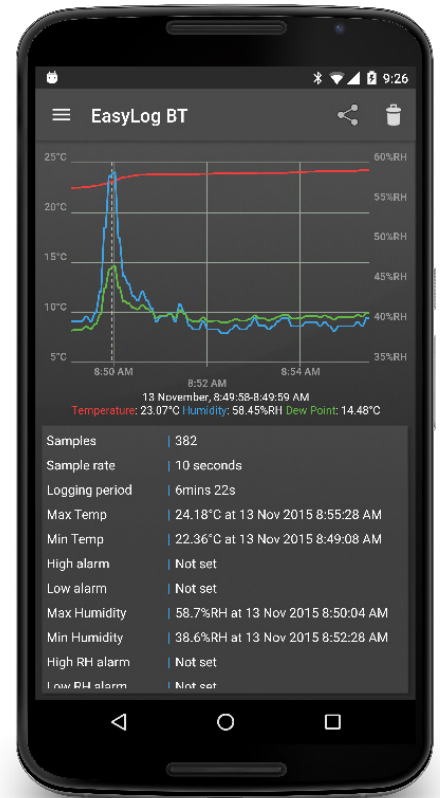 9:26
EasyLog BT
25°C
60%RH
55%RH
20°C
50%RH
15°C
45%RH
10°C
40%RH
5°C
35%RH
8:50 AM
8:52 AM
8:54 AM
13 November, 8:49:58-8:49:59 AM
Temperature: 23.07°C Humidity: 58.45%RH Dew Point: 14.48°C
Samples | 382
Sample rate | 10 seconds
Logging period | 6mins 22s
Max Temp | 24.18°C at 13 Nov 2015 8:55:28 AM
Min Temp | 22.36°C at 13 Nov 2015 8:49:08 AM
High alarm | Not set
Low alarm | Not set
Max Humidity | 58.7%RH at 13 Nov 2015 8:50:04 AM
Min Humidity | 38.6%RH at 13 Nov 2015 8:52:28 AM
High RH alarm | Not set
Low RH alarm | Not set